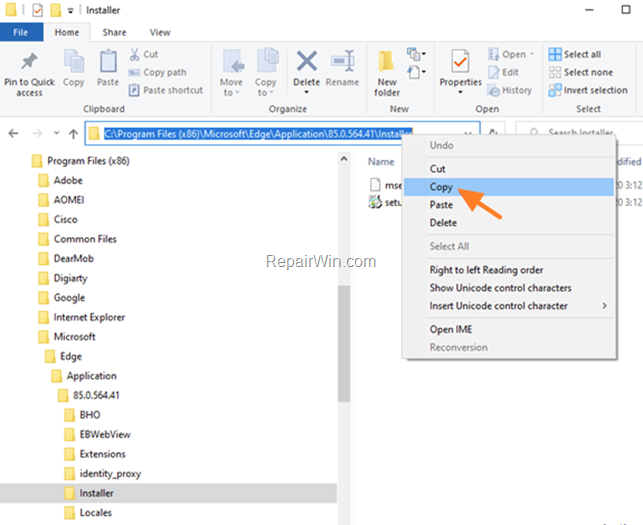 Installer
File Home Share View
Pin to Quick access
Copy
Paste
Cut
Copy path
Paste shortcut
Clipboard
Move to
Copy to
Delete
Rename
Organize
New folder
New
Properties
Open
Edit
History
Open
Select all
Select none
Invert selection
Select
C:\Program Files (x86)\Microsoft\Edge\Application\85.0.564.41\Installer
Search Installer
Program Files (x86)
Adobe
AOMEI
Cisco
Common Files
DearMob
Digiarty
Google
Internet Explorer
Microsoft
Edge
Application
85.0.564.41
BHO
EBWebView
Extensions
identity_proxy
Installer
Locales
Name
mse
setu
Undo
Cut
Copy
Paste
Delete
Select All
Right to left Reading order
Show Unicode control characters
Insert Unicode control character
Open IME
Reconversion
dified
0 3:12
20 3:12
RepairWin.com